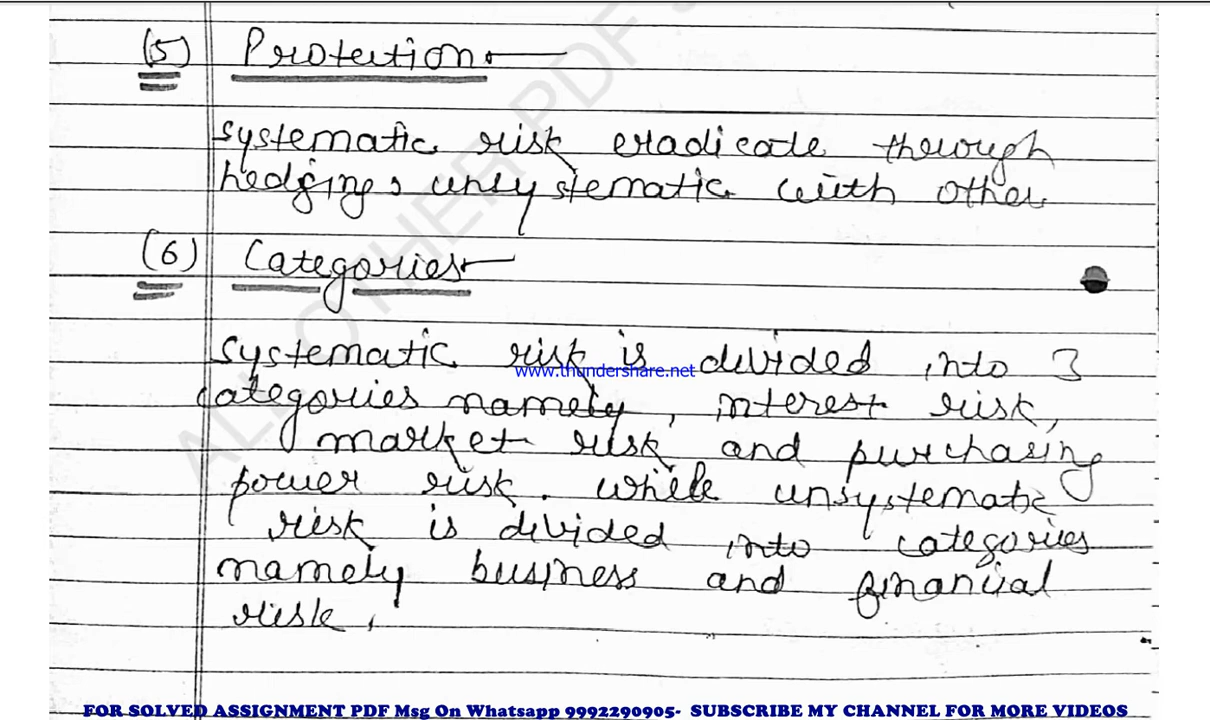 (5) Protection:—
systematic risk eradicate through
hedging, unsystematic with other
(6) Categories—
systematic risk is divided into 3
www.thundershare.net
categories namely, interest risk,
market risk and purchasing
power risk. while unsystematic
risk is divided into categories
namely business and financial
risk,
ALL OTHER PDF
FOR SOLVED ASSIGNMENT PDF Msg On Whatsapp 9992290905- SUBSCRIBE MY CHANNEL FOR MORE VIDEOS